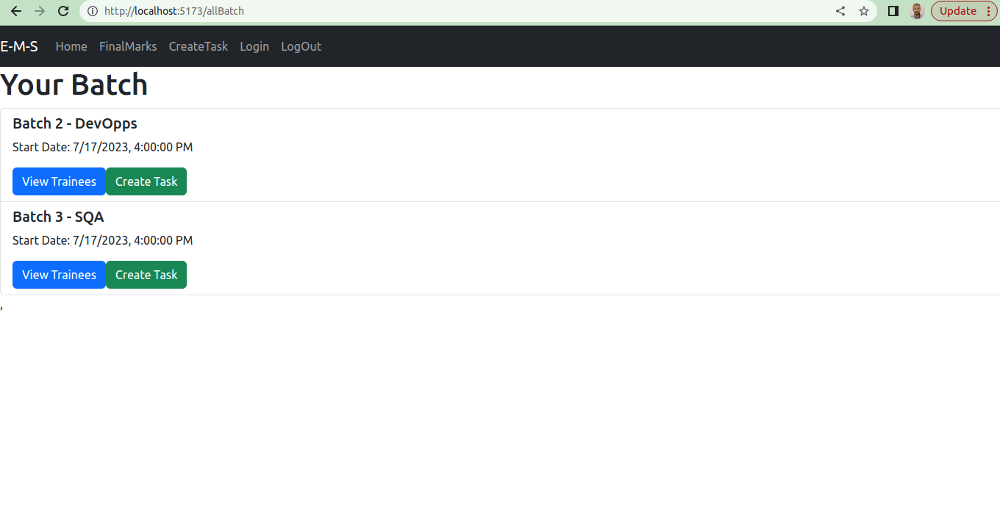 http://localhost:5173/allBatch Update
E-M-S Home FinalMarks CreateTask Login LogOut
Your Batch
Batch 2 - DevOpps
Start Date: 7/17/2023, 4:00:00 PM
View Trainees Create Task
Batch 3 - SQA
Start Date: 7/17/2023, 4:00:00 PM
View Trainees Create Task
,